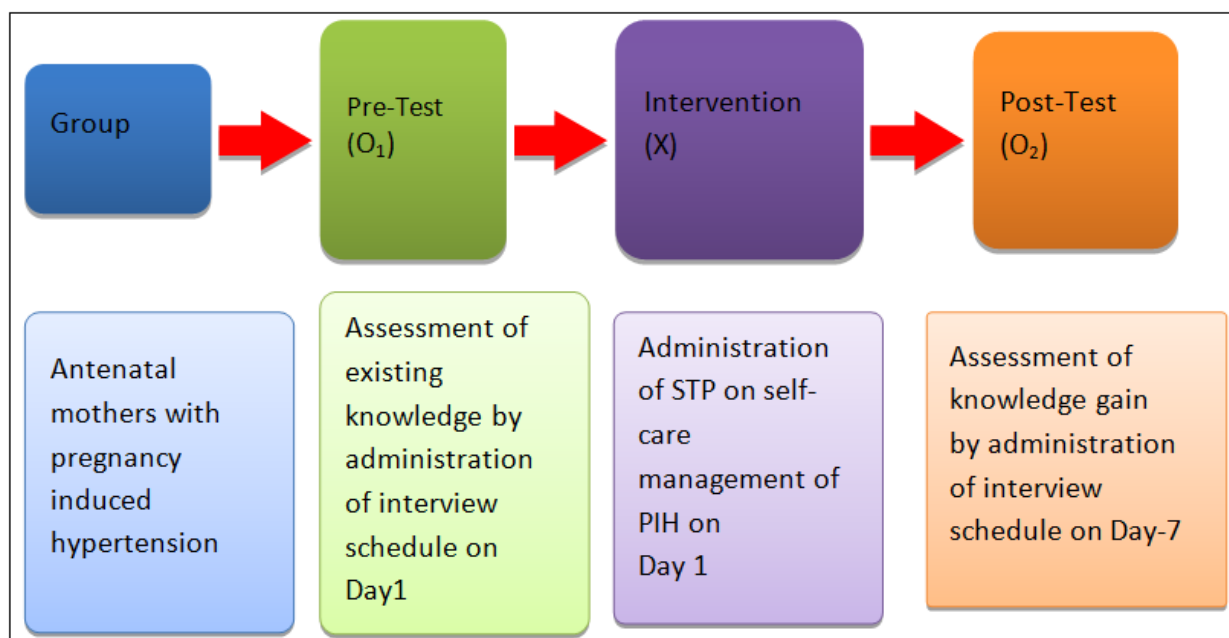 Group
Pre-Test
(O₁)
Intervention
(X)
Post-Test
(O₂)
Antenatal
mothers with
pregnancy
induced
hypertension
Assessment of
existing
knowledge by
administration
of interview
schedule on
Day1
Administration
of STP on self-
care
management of
PIH on
Day 1
Assessment of
knowledge gain
by administration
of interview
schedule on Day-7